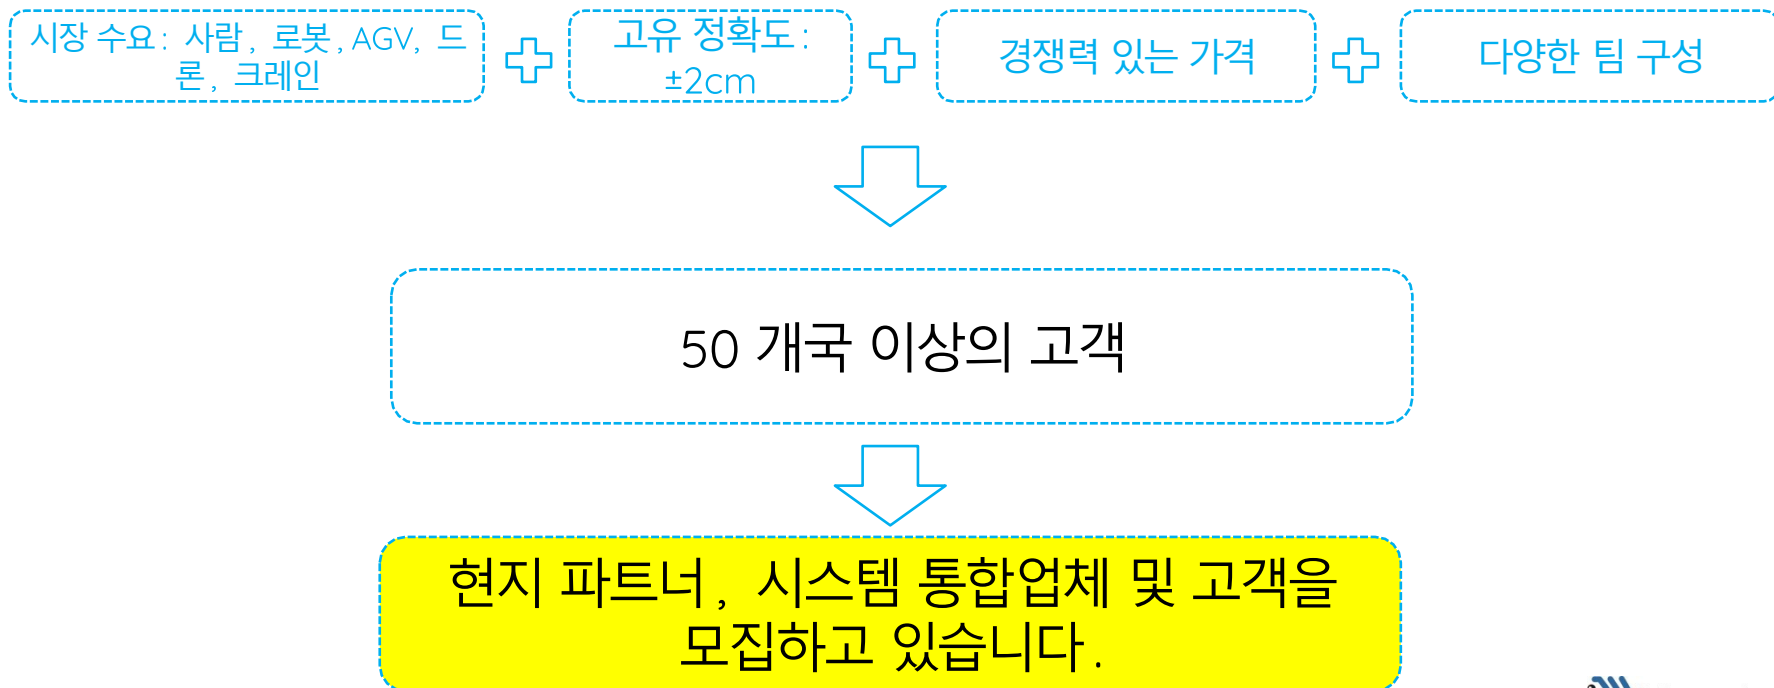 시장 수요: 사람, 로봇, AGV, 드
론, 크레인
고유 정확도:
±2cm
경쟁력 있는 가격
다양한 팀 구성
50 개국 이상의 고객
현지 파트너, 시스템 통합업체 및 고객을
모집하고 있습니다.